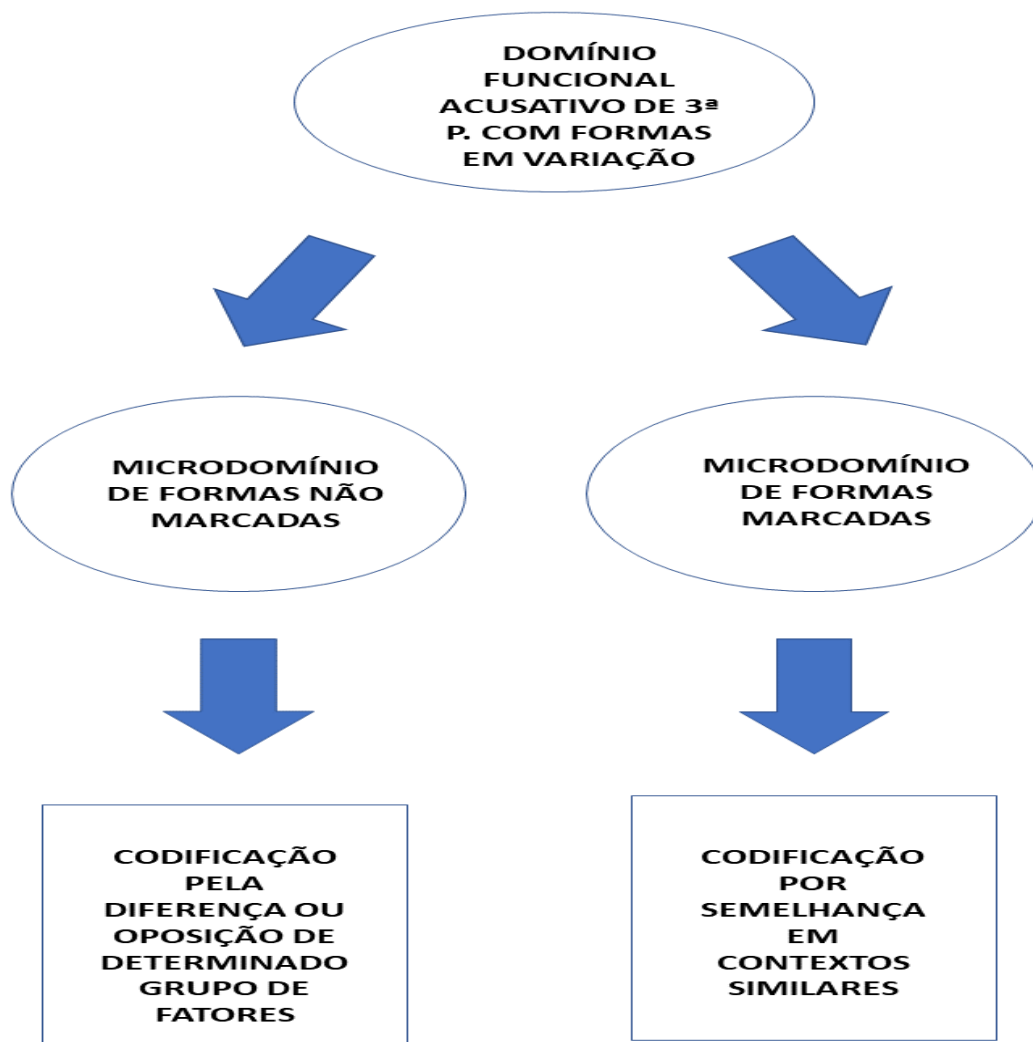 DOMÍNIO
FUNCIONAL
ACUSATIVO DE 3ª
P. COM FORMAS
EM VARIAÇÃO
MICRODOMÍNIO
DE FORMAS NÃO
MARCADAS
MICRODOMÍNIO
DE FORMAS
MARCADAS
CODIFICAÇÃO
PELA
DIFERENÇA OU
OPOSIÇÃO DE
DETERMINADO
GRUPO DE
FATORES
CODIFICAÇÃO
POR
SEMELHANÇA
EM
CONTEXTOS
SIMILARES